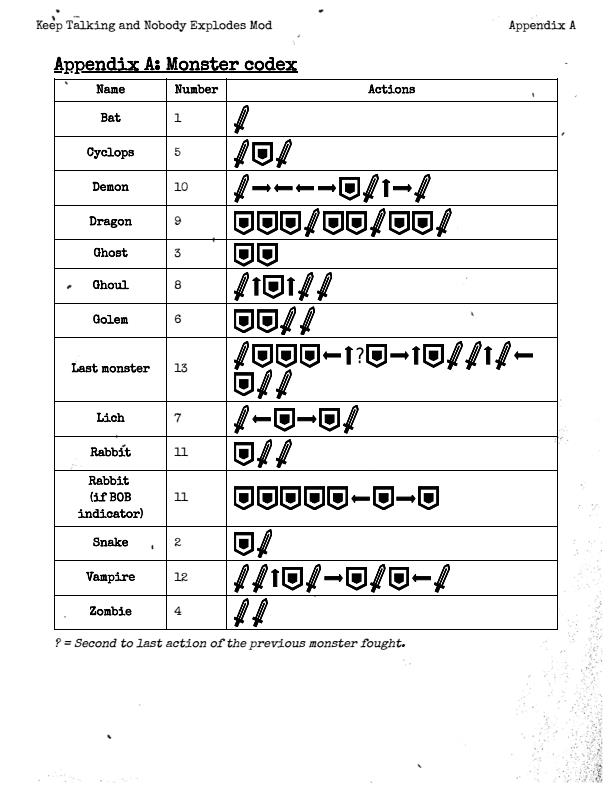 Keep Talking and Nobody Explodes Mod Appendix A
Appendix A: Monster codex
Name Number Actions
Bat 1
Cyclops 5
Demon 10 → ← ← → ↑ →
Dragon 9
Ghost 3
Ghoul 8 ↑ ↑
Golem 6
Last monster 13 ← ↑ ? → ↑ ↑ ←
Lich 7 ← →
Rabbit 11
Rabbit
(if BOB 11 ← →
indicator)
Snake 2
Vampire 12 ↑ → ←
Zombie 4
? = Second to last action of the previous monster fought.